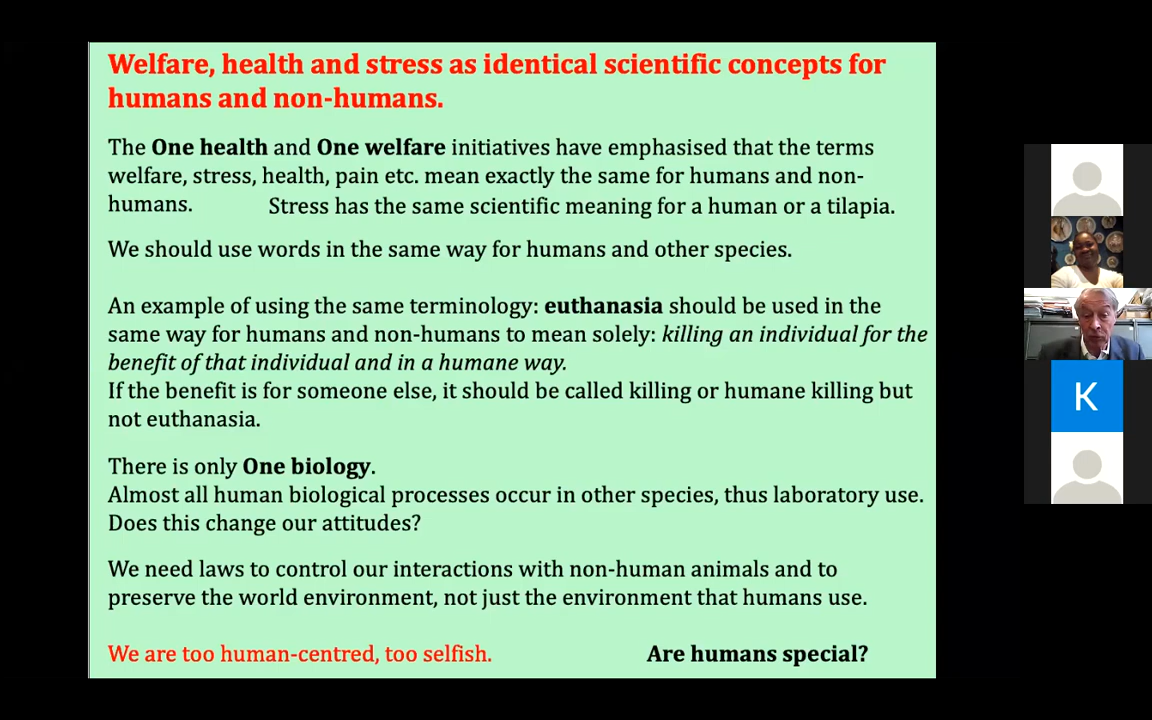 Welfare, health and stress as identical scientific concepts for
humans and non-humans.
The One health and One welfare initiatives have emphasised that the terms
welfare, stress, health, pain etc. mean exactly the same for humans and non-
humans. Stress has the same scientific meaning for a human or a tilapia.
We should use words in the same way for humans and other species.
An example of using the same terminology: euthanasia should be used in the
same way for humans and non-humans to mean solely: killing an individual for the
benefit of that individual and in a humane way.
If the benefit is for someone else, it should be called killing or humane killing but
not euthanasia.
There is only One biology.
Almost all human biological processes occur in other species, thus laboratory use.
Does this change our attitudes?
We need laws to control our interactions with non-human animals and to
preserve the world environment, not just the environment that humans use.
We are too human-centred, too selfish. Are humans special?
K